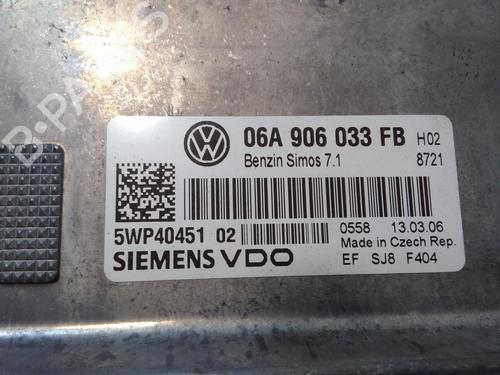 06A 906 033 FB H02
Benzin Simos 7.1 8721
5WP40451 02 0558 13.03.06
SIEMENS VDO Made in Czech Rep.
EF SJ8 F404
B-PARTS